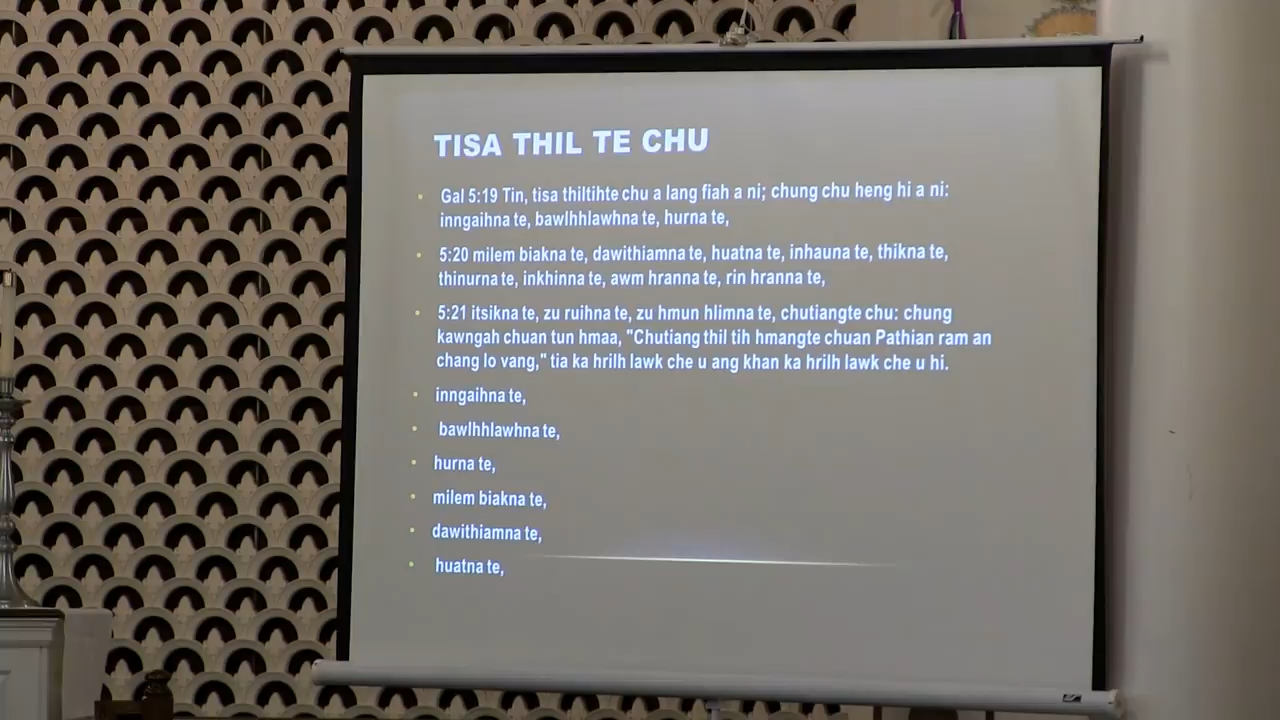 TISA THIL TE CHU
Gal 5:19 Tin, tisa thiltihte chu a lang fiah a ni; chung chu heng hi a ni:
inngaihna te, bawlhhlawhna te, hurna te,
5:20 milem biakna te, dawithiamna te, huatna te, inhauna te, thikna te,
thinurna te, inkhinna te, awm hranna te, rin hranna te,
5:21 itsikna te, zu ruihna te, zu hmun hlimna te, chutiangte chu: chung
kawngah chuan tun hmaa, "Chutiang thil tih hmangte chuan Pathian ram an
chang lo vang," tia ka hrilh lawk che u ang khan ka hrilh lawk che u hi.
inngaihna te,
bawlhhlawhna te,
hurna te,
milem biakna te,
dawithiamna te,
huatna te,